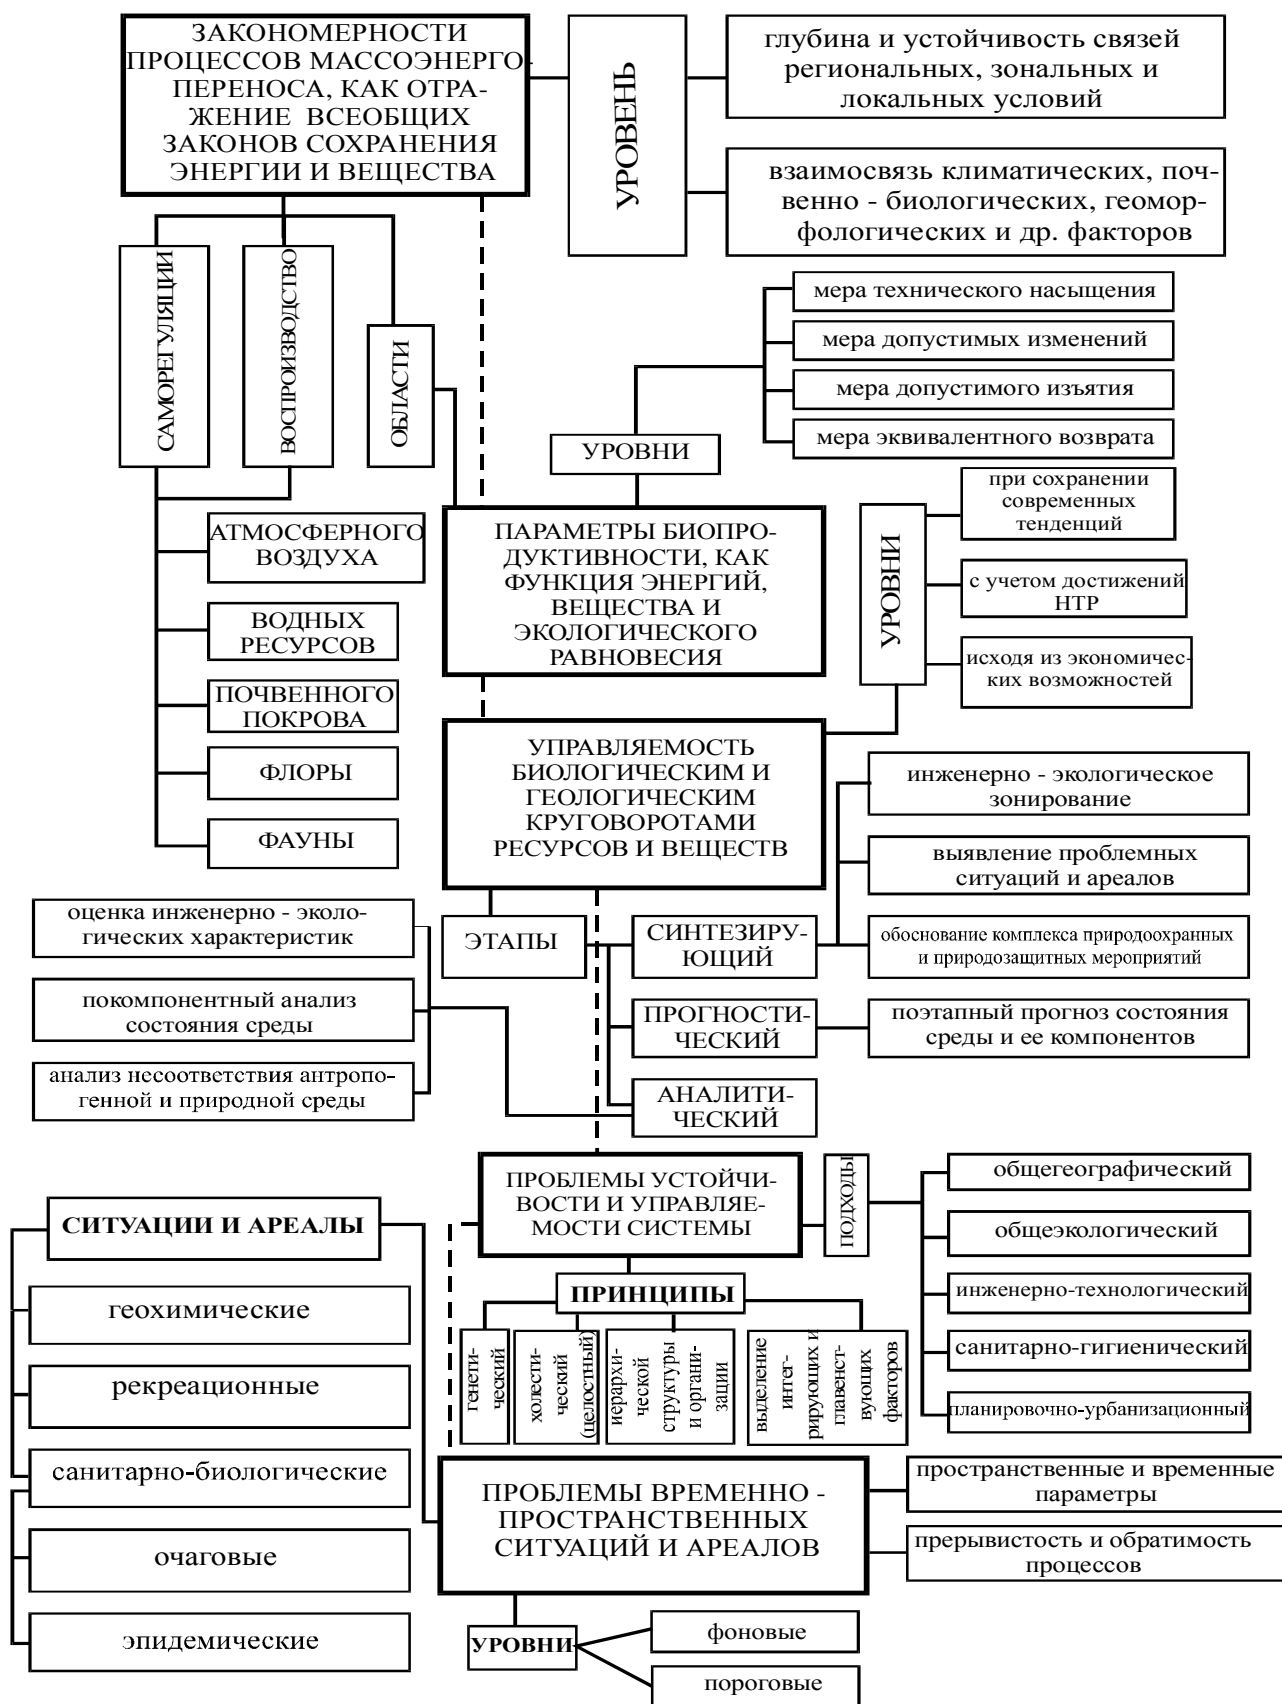 ЗАКОНОМЕРНОСТИ
ПРОЦЕССОВ МАССОЭНЕРГО-
ПЕРЕНОСА, КАК ОТРА-
ЖЕНИЕ ВСЕОБЩИХ
ЗАКОНОВ СОХРАНЕНИЯ
ЭНЕРГИИ И ВЕЩЕСТВА
УРОВЕНЬ
глубина и устойчивость связей
региональных, зональных и
локальных условий
взаимосвязь климатических, поч-
венно - биологических, геомор-
фологических и др. факторов
САМОРЕГУЛЯЦИИ
ВОСПРОИЗВОДСТВО
ОБЛАСТИ
мера технического насыщения
мера допустимых изменений
мера допустимого изъятия
мера эквивалентного возврата
УРОВНИ
АТМОСФЕРНОГО
ВОЗДУХА
ВОДНЫХ
РЕСУРСОВ
ПОЧВЕННОГО
ПОКРОВА
ФЛОРЫ
ФАУНЫ
ПАРАМЕТРЫ БИОПРО-
ДУКТИВНОСТИ, КАК
ФУНКЦИЯ ЭНЕРГИЙ,
ВЕЩЕСТВА И
ЭКОЛОГИЧЕСКОГО
РАВНОВЕСИЯ
УРОВНИ
при сохранении
современных
тенденций
с учетом достижений
НТР
исходя из экономичес-
ких возможностей
УПРАВЛЯЕМОСТЬ
БИОЛОГИЧЕСКИМ И
ГЕОЛОГИЧЕСКИМ
КРУГОВОРОТАМИ
РЕСУРСОВ И ВЕЩЕСТВ
инженерно - экологическое
зонирование
выявление проблемных
ситуаций и ареалов
обоснование комплекса природоохранных
и природозащитных мероприятий
ЭТАПЫ
СИНТЕЗИРУ-
ЮЩИЙ
ПРОГНОСТИ-
ЧЕСКИЙ
поэтапный прогноз состояния
среды и ее компонентов
АНАЛИТИ-
ЧЕСКИЙ
оценка инженерно - эколо-
гических характеристик
покомпонентный анализ
состояния среды
анализ несоответствия антропо-
генной и природной среды
ПРОБЛЕМЫ УСТОЙЧИ-
ВОСТИ И УПРАВЛЯЕ-
МОСТИ СИСТЕМЫ
ПОДХОДЫ
общегеографический
общеэкологический
инженерно-технологический
санитарно-гигиенический
планировочно-урбанизационный
ПРИНЦИПЫ
генети-
ческий
холести-
ческий
(целостный)
иерархи-
ческой
структуры
и органи-
зации
выделение
интег-
рирующих и
главенст-
вующих
факторов
СИТУАЦИИ И АРЕАЛЫ
геохимические
рекреационные
санитарно-биологические
очаговые
эпидемические
ПРОБЛЕМЫ ВРЕМЕННО -
ПРОСТРАНСТВЕННЫХ
СИТУАЦИЙ И АРЕАЛОВ
пространственные и временные
параметры
прерывистость и обратимость
процессов
УРОВНИ
фоновые
пороговые